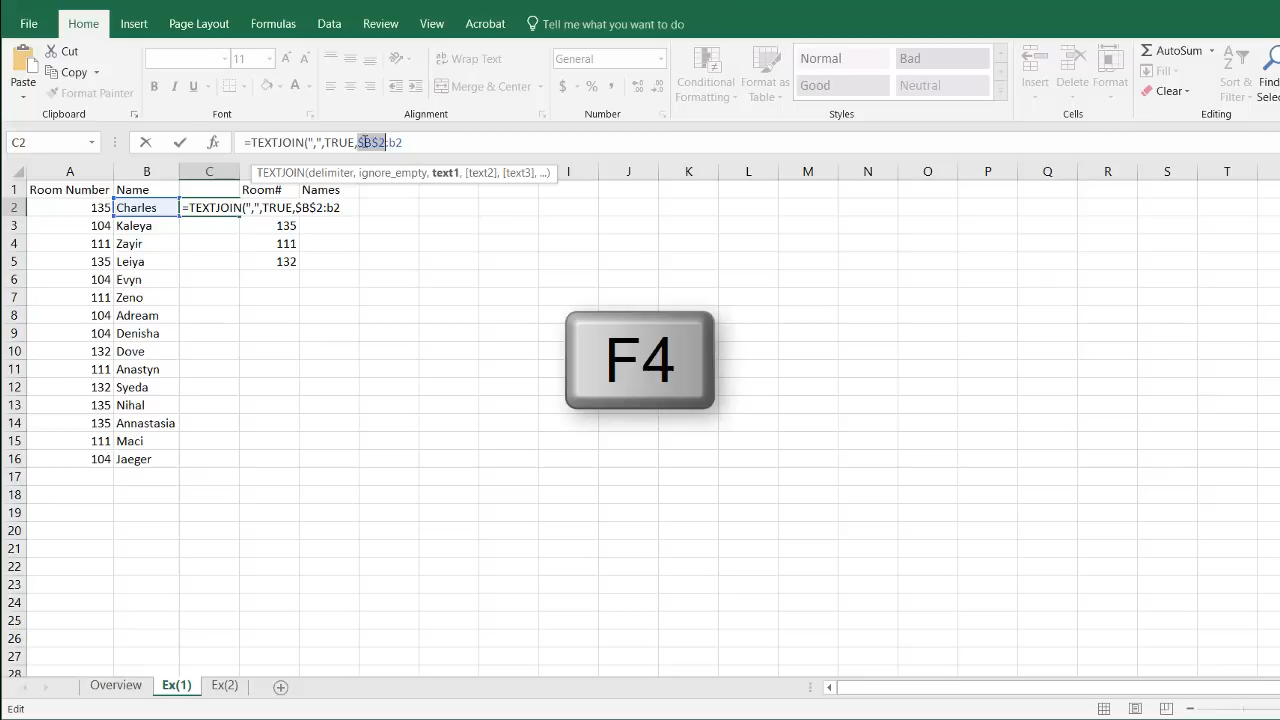 File Home Insert Page Layout Formulas Data Review View Acrobat Tell me what you want to do
Paste
Cut
Copy
Format Painter
Clipboard
11 A A
B I U A
Font
ab
Wrap Text
Merge & Center
Alignment
General
$ % ,
Number
Conditional Formatting
Format as Table
Normal Bad
Good Neutral
Styles
Insert Delete Format
Cells
AutoSum
Fill
Clear
Sort & Filter
Find Selec
C2 fx =TEXTJOIN(",",TRUE,$B$2:b2
TEXTJOIN(delimiter, ignore_empty, text1, [text2], [text3], ...)
A B C I J K L M N O P Q R S T
1 Room Number Name Room# Names
2 135 Charles =TEXTJOIN(",",TRUE,$B$2:b2
3 104 Kaleya 135
4 111 Zayir 111
5 135 Leiya 132
6 104 Evyn
7 111 Zeno
8 104 Adream
9 104 Denisha
10 132 Dove
11 111 Anastyn
12 132 Syeda
13 135 Nihal
14 135 Annastasia
15 111 Maci
16 104 Jaeger
17
18
19
20
21
22
23
24
25
26
27
28
F4
Overview Ex(1) Ex(2)
Edit